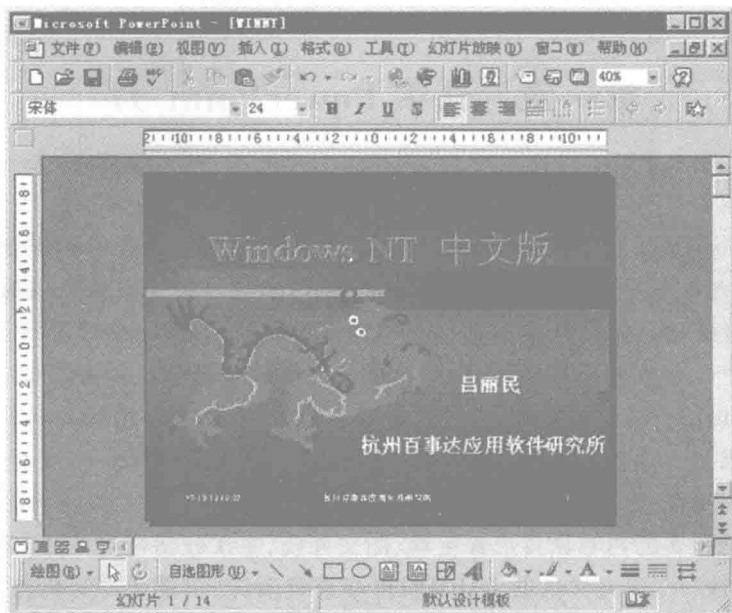 Microsoft PowerPoint - [WINNT]
文件(F) 编辑(E) 视图(V) 插入(I) 格式(O) 工具(T) 幻灯片放映(D) 窗口(W) 帮助(H)
40%
宋体 24 B I U S
Windows NT 中文版
吕丽民
杭州百事达应用软件研究所
绘图(R) 自选图形(U)
幻灯片 1 / 14 默认设计模板